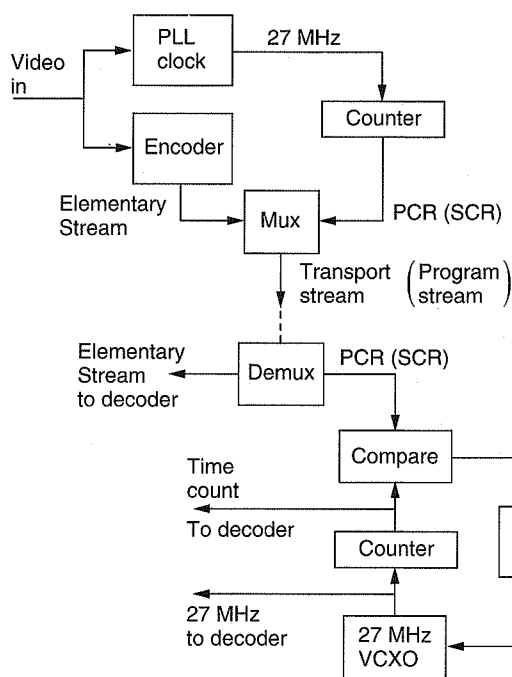 PLL
clock
27 MHz
Video
in
Counter
Encoder
Elementary
Stream
Mux
PCR (SCR)
Transport
stream
(Program
stream)
Elementary
Stream
to decoder
Demux
PCR (SCR)
Compare
Time
count
To decoder
Counter
27 MHz
to decoder
27 MHz
VCXO